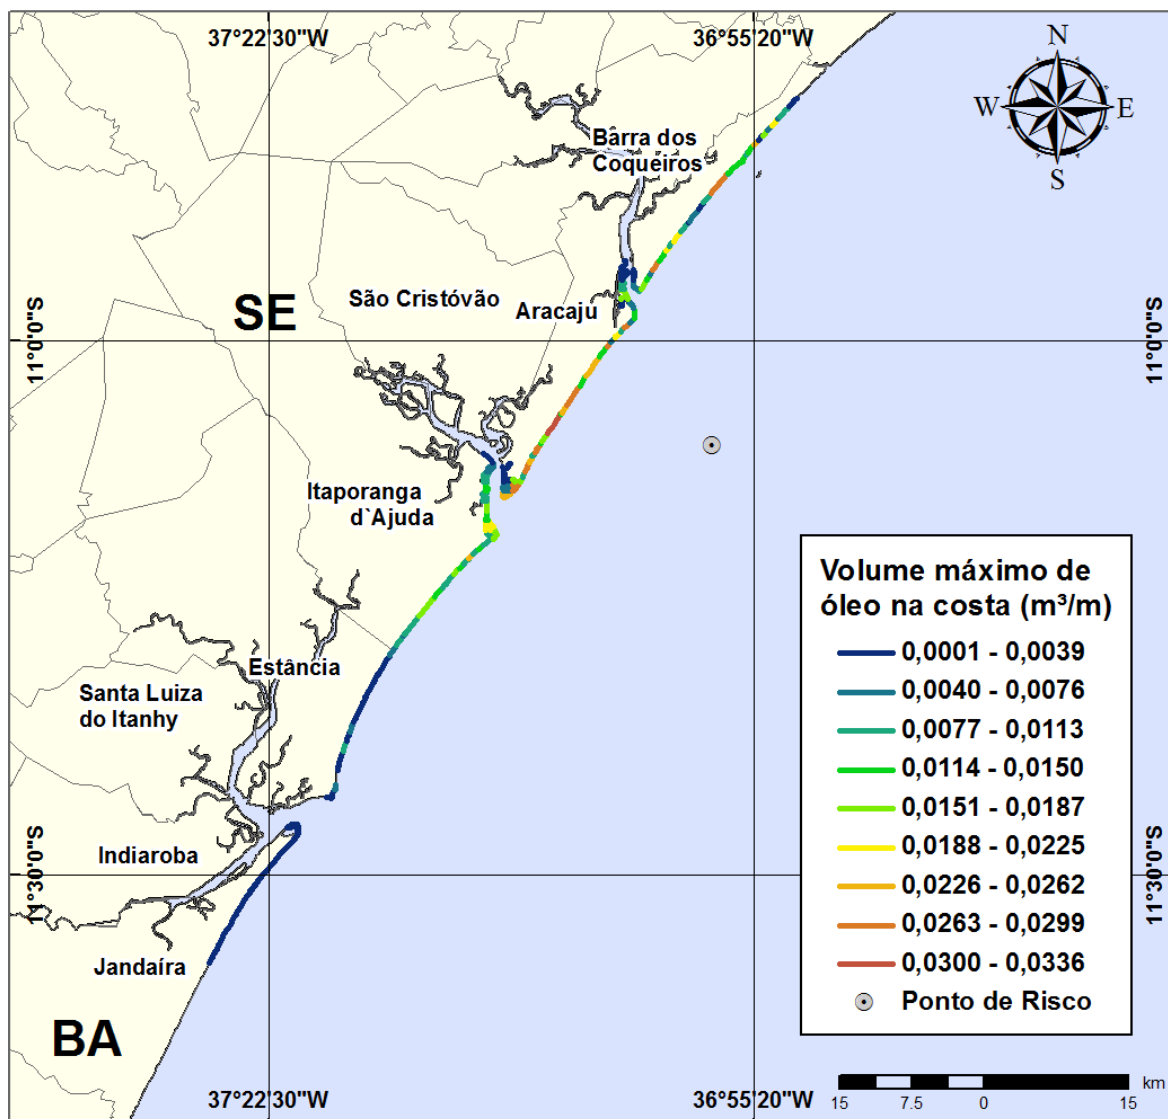 37°22'30"W
36°55'20"W
N
W
E
S
Bârra dos
Coqueiros
SE
São Cristóvão
Aracaju
11°0'0"S
11°0'0"S
Itaporanga
d`Ajuda
Estância
Santa Luiza
do Itanhy
Indiaroba
11°30'0"S
11°30'0"S
Jandaíra
BA
Volume máximo de
óleo na costa (m³/m)
0,0001 - 0,0039
0,0040 - 0,0076
0,0077 - 0,0113
0,0114 - 0,0150
0,0151 - 0,0187
0,0188 - 0,0225
0,0226 - 0,0262
0,0263 - 0,0299
0,0300 - 0,0336
Ponto de Risco
37°22'30"W
36°55'20"W
15 7.5 0 15 km